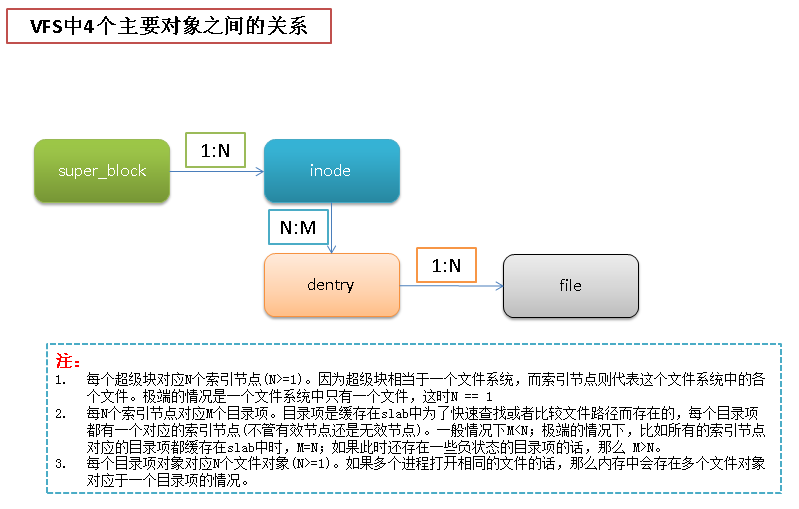 VFS中4个主要对象之间的关系
super_block
1:N
inode
N:M
dentry
1:N
file
注:
1. 每个超级块对应N个索引节点(N>=1)。因为超级块相当于一个文件系统，而索引节点则代表这个文件系统中的各
个文件。极端的情况是一个文件系统中只有一个文件，这时N == 1
2. 每N个索引节点对应M个目录项。目录项是缓存在slab中为了快速查找或者比较文件路径而存在的，每个目录项
都有一个对应的索引节点(不管有效节点还是无效节点)。一般情况下M<N；极端的情况下，比如所有的索引节点
对应的目录项都缓存在slab中时，M=N；如果此时还存在一些负状态的目录项的话，那么 M>N。
3. 每个目录项对象对应N个文件对象(N>=1)。如果多个进程打开相同的文件的话，那么内存中会存在多个文件对象
对应于一个目录项的情况。